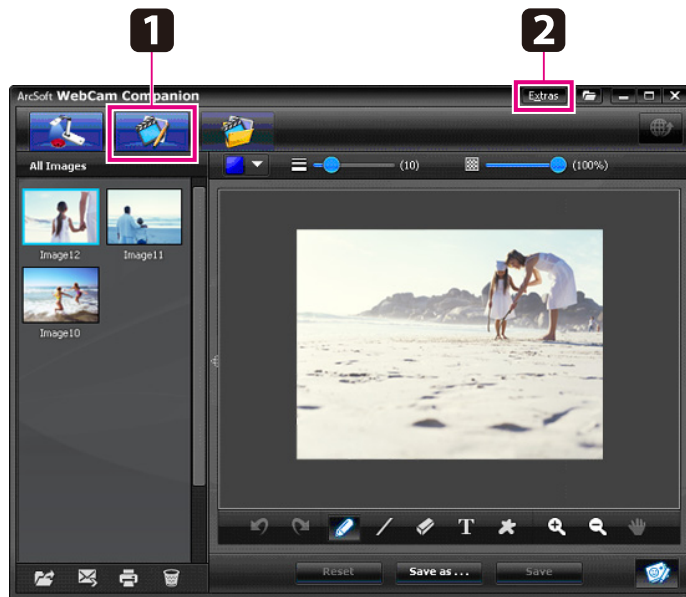 1
2
ArcSoft WebCam Companion
Extras
All Images
(10)
(100%)
Image12
Image11
Image10
T
Reset
Save as ...
Save